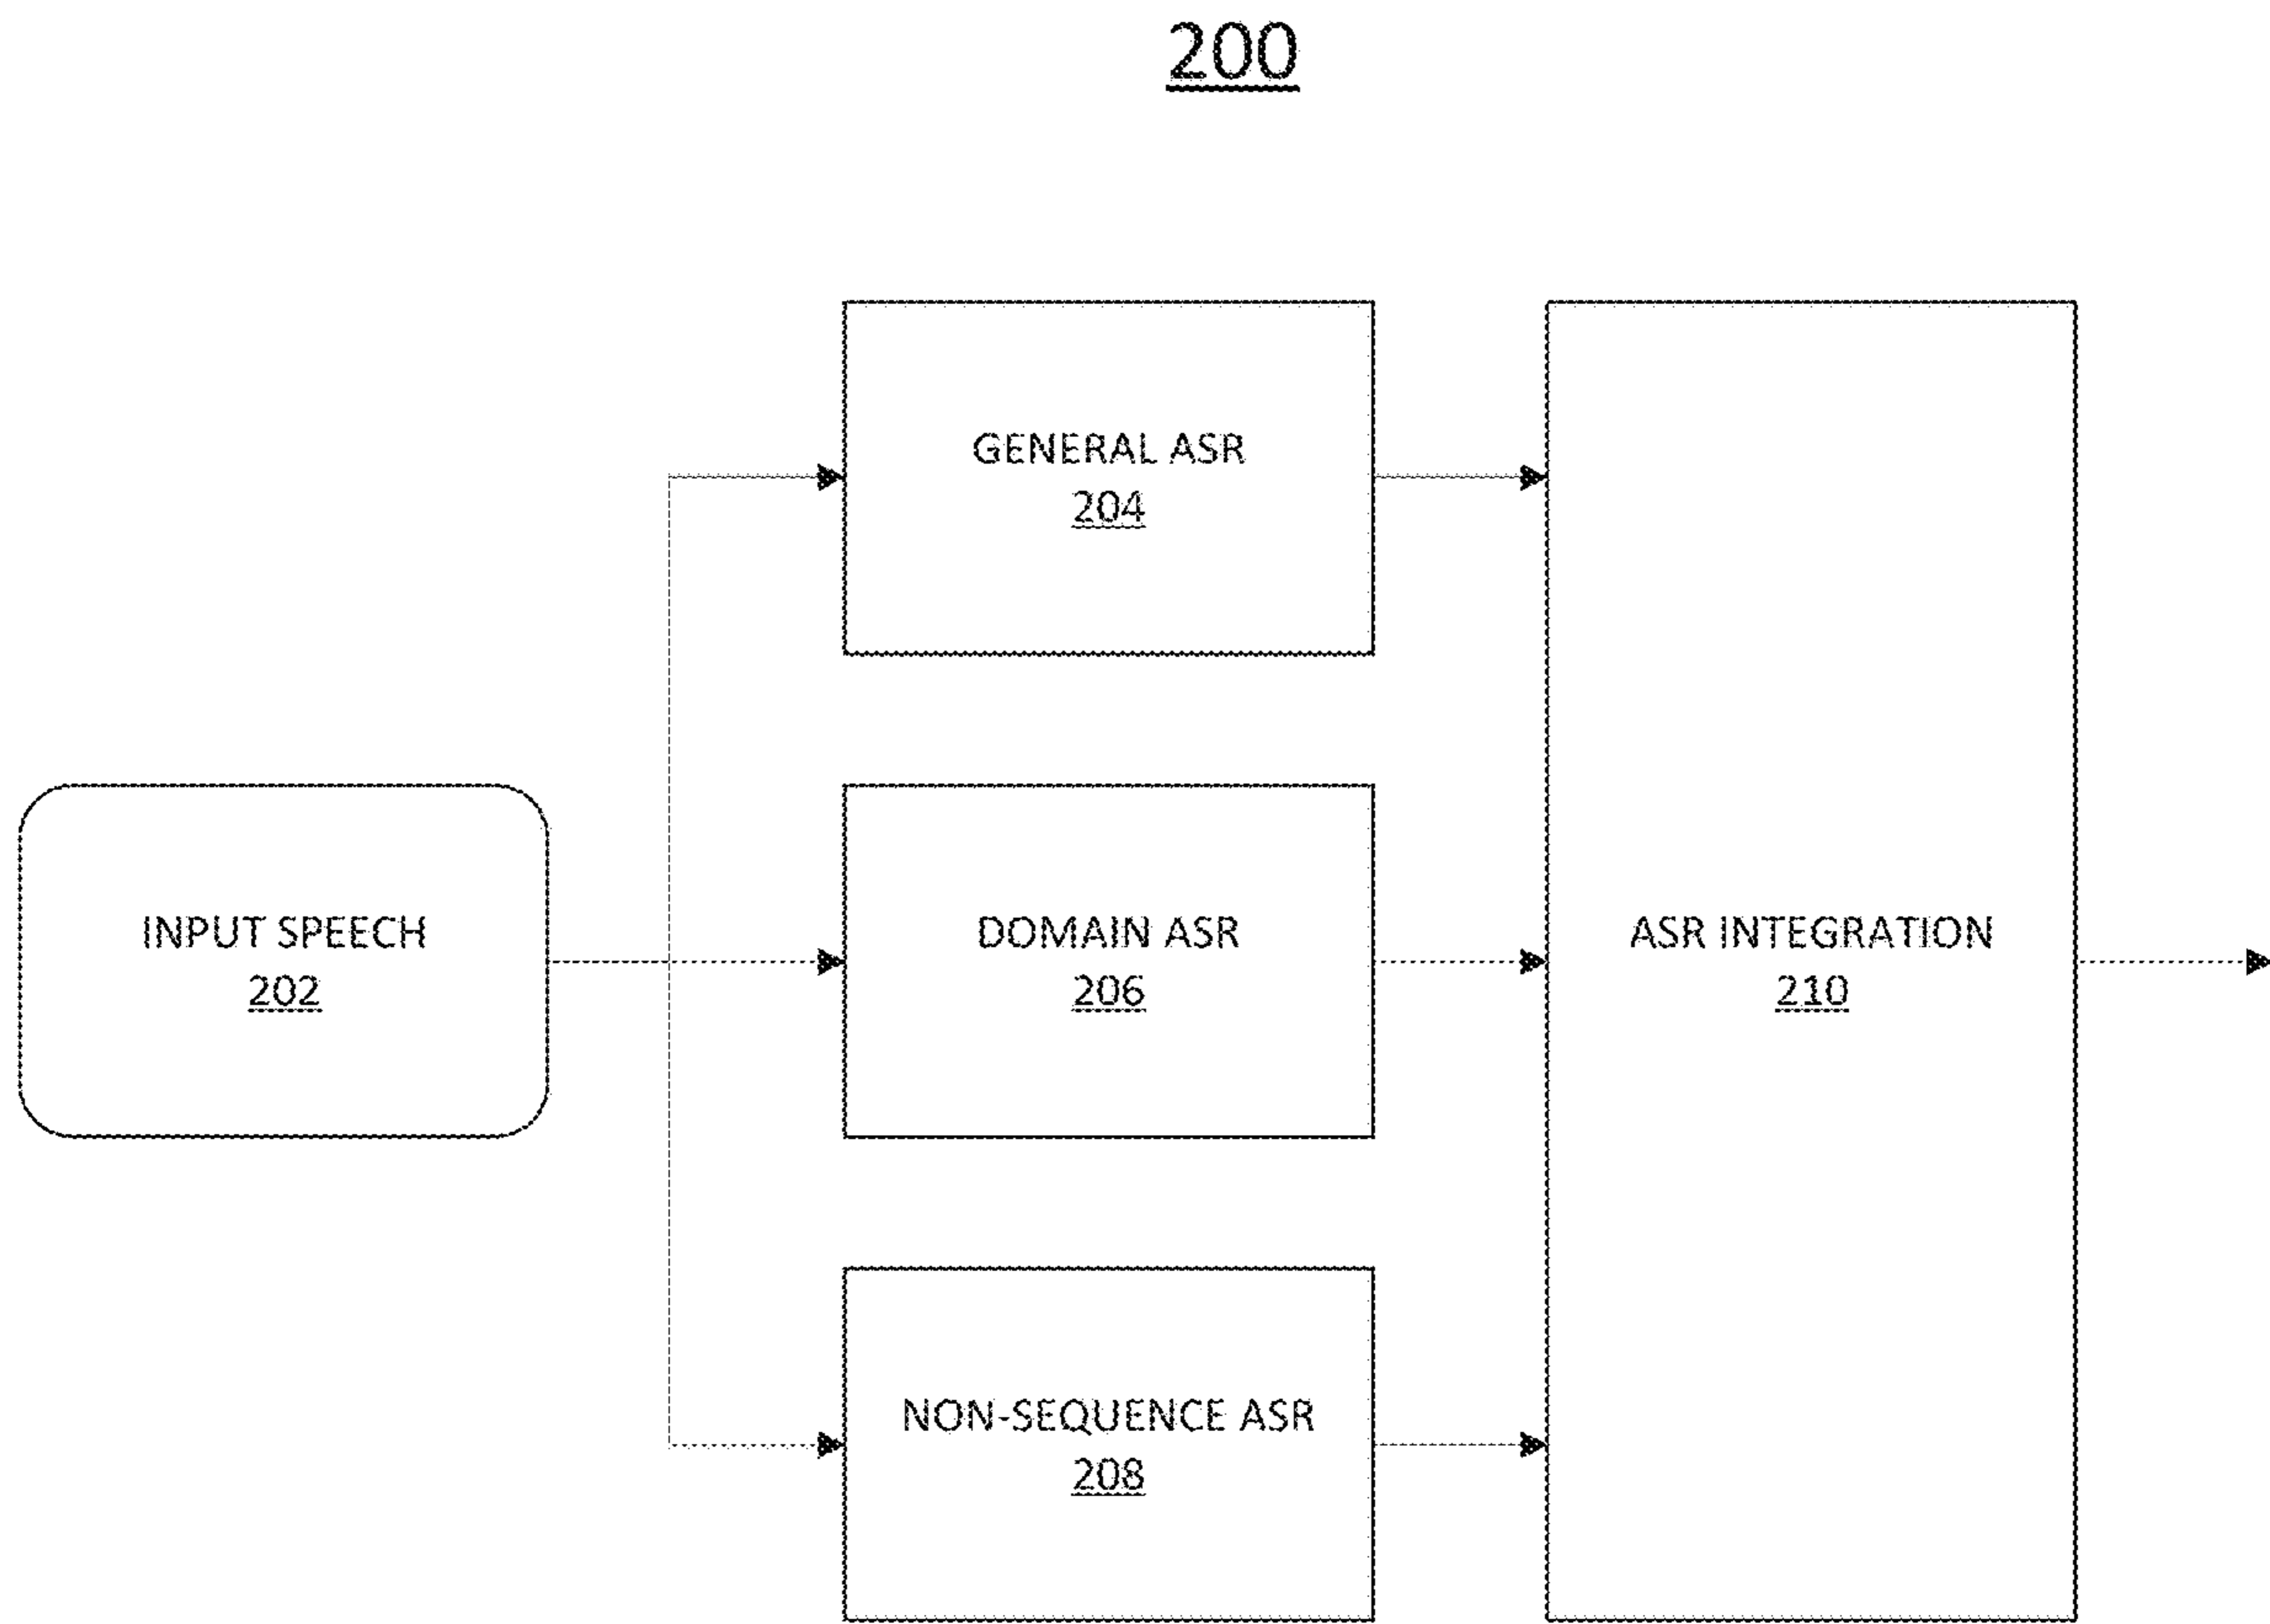 200
GENERAL ASR
204
INPUT SPEECH
202
DOMAIN ASR
206
ASR INTEGRATION
210
NON-SEQUENCE ASR
208